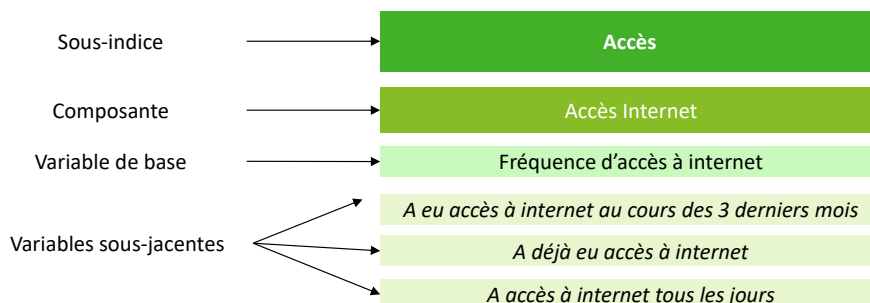 Sous-indice
Accès
Composante
Accès Internet
Variable de base
Fréquence d'accès à internet
A eu accès à internet au cours des 3 derniers mois
Variables sous-jacentes
A déjà eu accès à internet
A accès à internet tous les jours